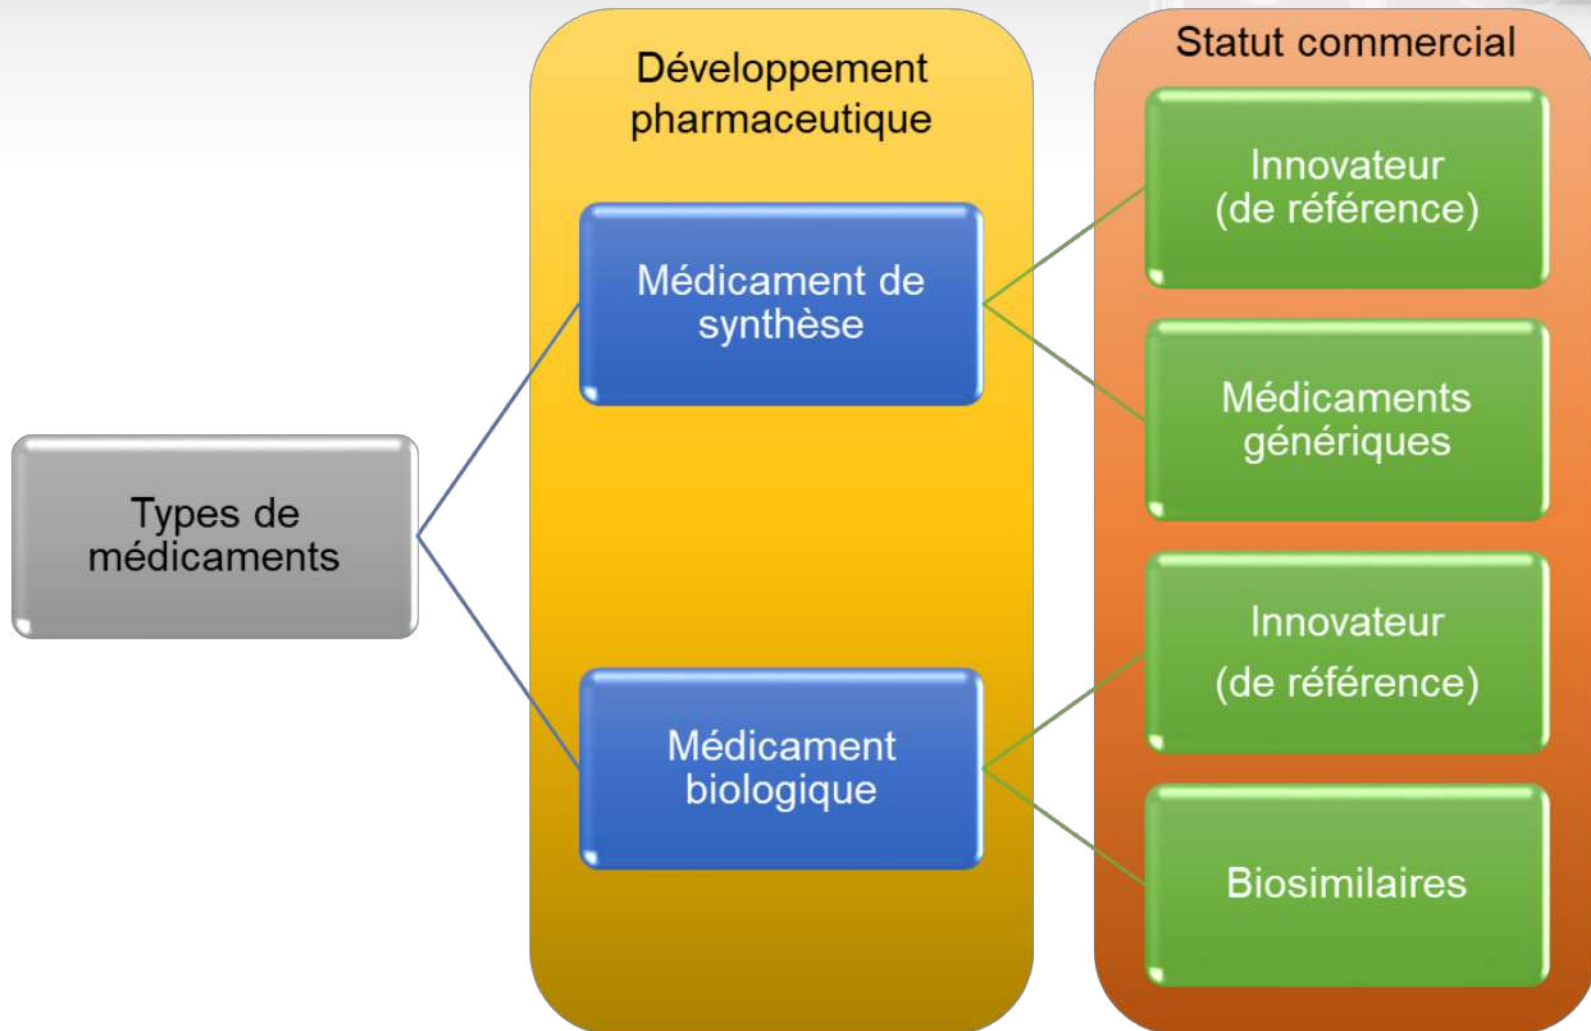 Développement
pharmaceutique
Statut commercial
Types de
médicaments
Médicament de
synthèse
Médicament
biologique
Innovateur
(de référence)
Médicaments
génériques
Innovateur
(de référence)
Biosimilaires